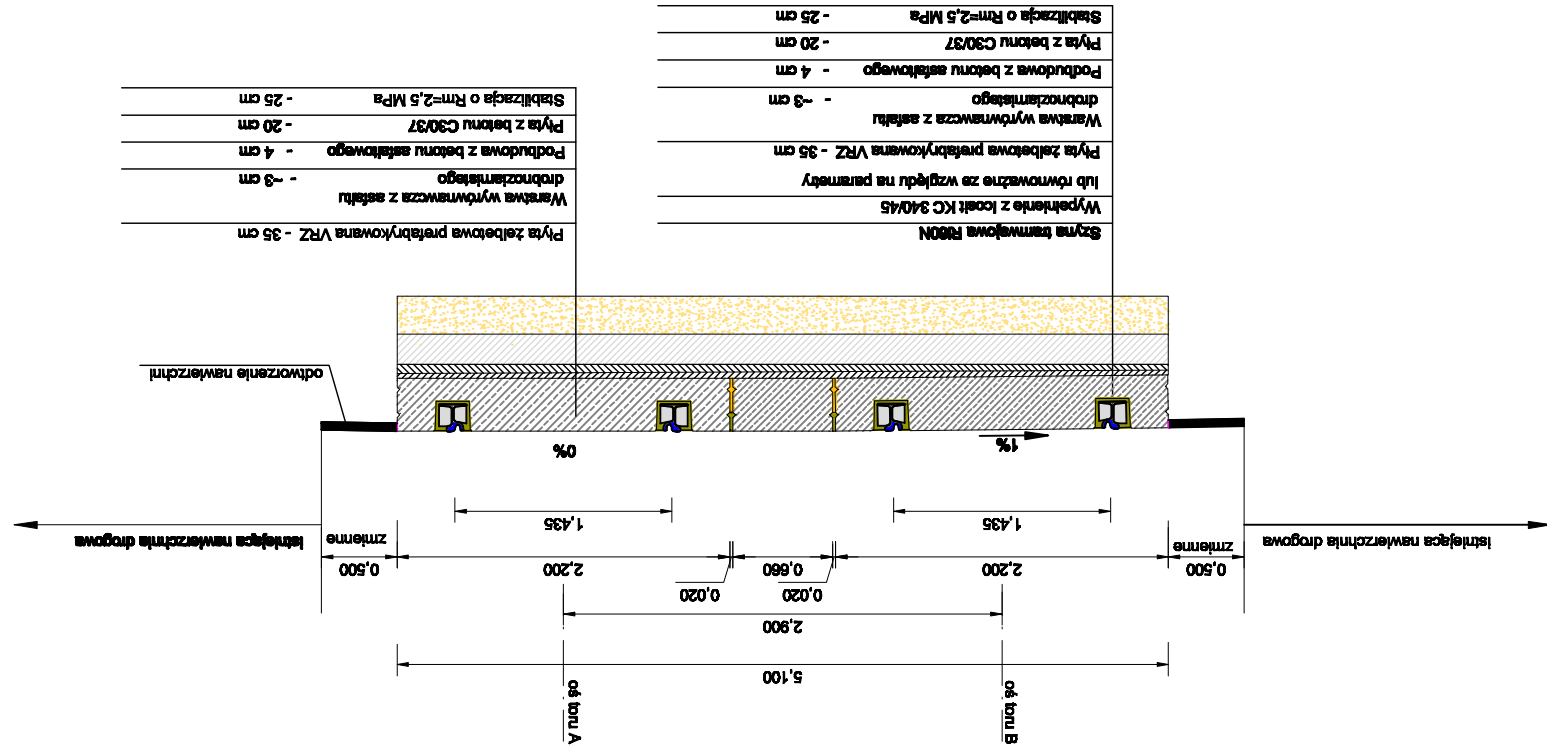 oś toru B
oś toru A
5,100
2,900
0,020
0,020
0,500
2,200
0,660
2,200
0,500
zmienne
zmienne
istniejąca nawierzchnia drogowa
istniejąca nawierzchnia drogowa
1,435
1,435
1%
0%
odtworzenie nawierzchni
Szyna tramwajowa Ri60N
Wypełnienie z Icosit KC 340/45
lub równoważne ze względu na parametry
Płyta żelbetowa prefabrykowana VRZ - 35 cm
Warstwa wyrównawcza z asfaltu
drobnoziarnistego - ~3 cm
Podbudowa z betonu asfaltowego - 4 cm
Płyta z betonu C30/37 - 20 cm
Stabilizacja o Rm=2,5 MPa - 25 cm
Płyta żelbetowa prefabrykowana VRZ - 35 cm
Warstwa wyrównawcza z asfaltu
drobnoziarnistego - ~3 cm
Podbudowa z betonu asfaltowego - 4 cm
Płyta z betonu C30/37 - 20 cm
Stabilizacja o Rm=2,5 MPa - 25 cm